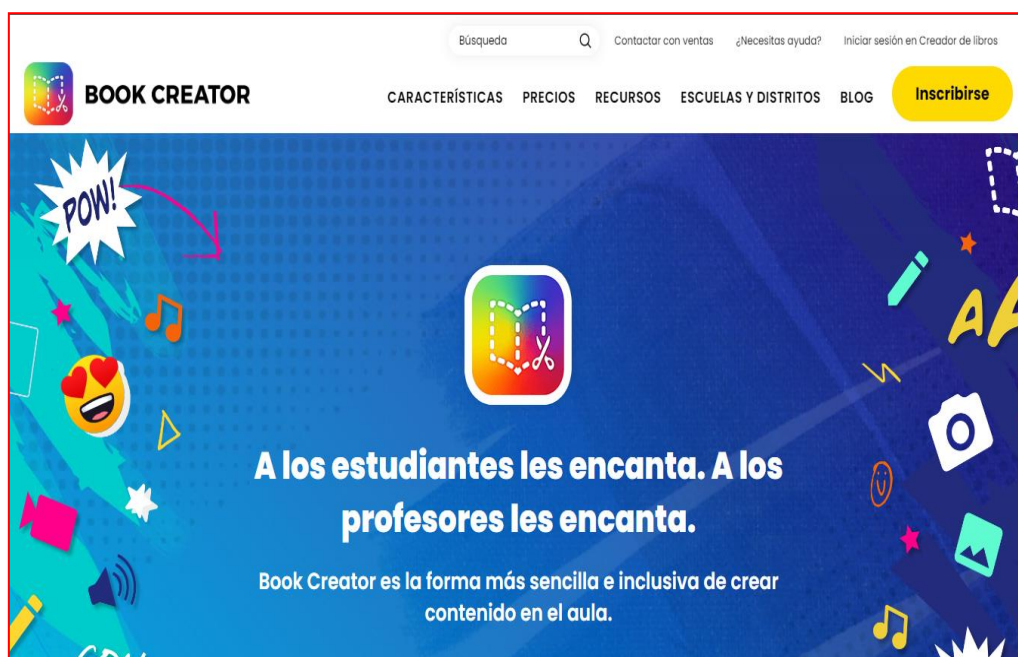 Búsqueda
Contactar con ventas
¿Necesitas ayuda?
Iniciar sesión en Creador de libros
BOOK CREATOR
CARACTERÍSTICAS
PRECIOS
RECURSOS
ESCUELAS Y DISTRITOS
BLOG
Inscribirse
POW!
AA
A los estudiantes les encanta. A los
profesores les encanta.
Book Creator es la forma más sencilla e inclusiva de crear
contenido en el aula.